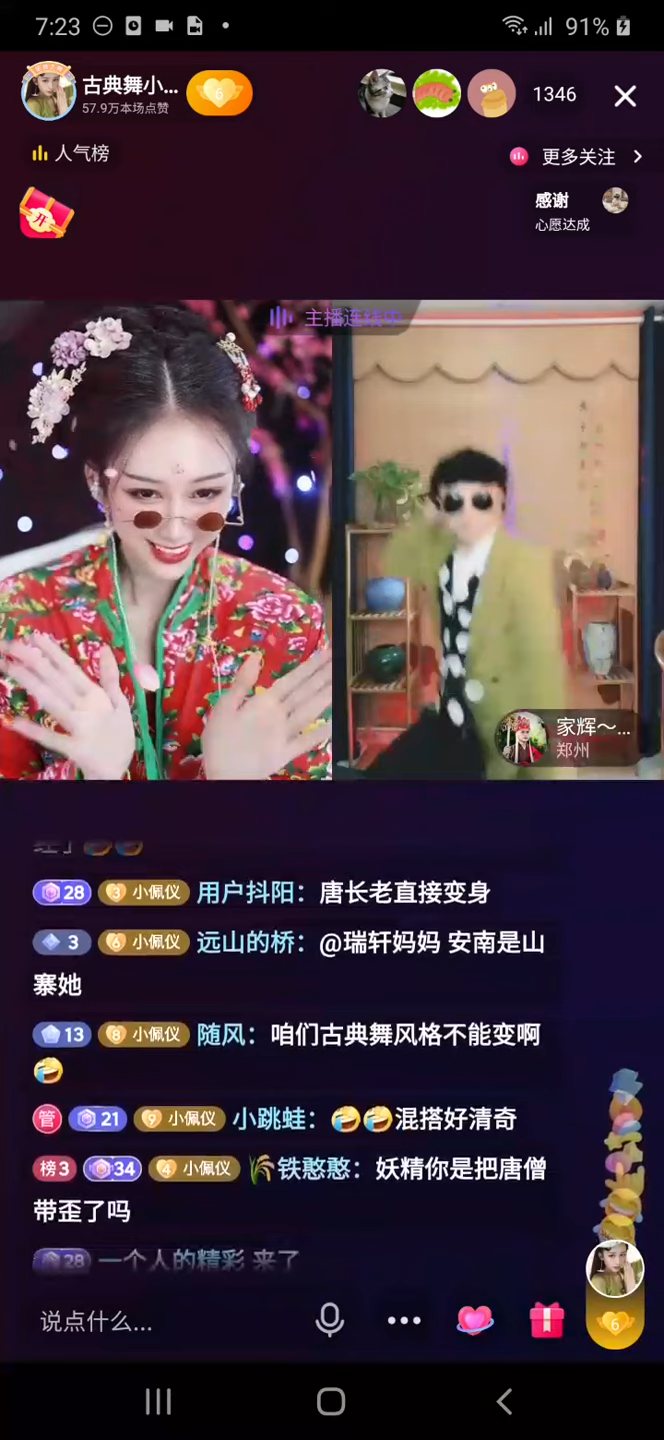 7:23
91%
古典舞小...
57.9万本场点赞
6
1346
人气榜
更多关注
开
感谢
心愿达成
主播连线中
家辉～...
郑州
28 3 小佩仪 用户抖阳：唐长老直接变身
3 6 小佩仪 远山的桥：@瑞轩妈妈 安南是山
寨她
13 8 小佩仪 随风：咱们古典舞风格不能变啊
🤣
管 21 9 小佩仪 小跳蛙：🤣🤣混搭好清奇
榜3 34 4 小佩仪 🌾铁憨憨：妖精你是把唐僧
带歪了吗
28 一个人的精彩 来了
说点什么...
6